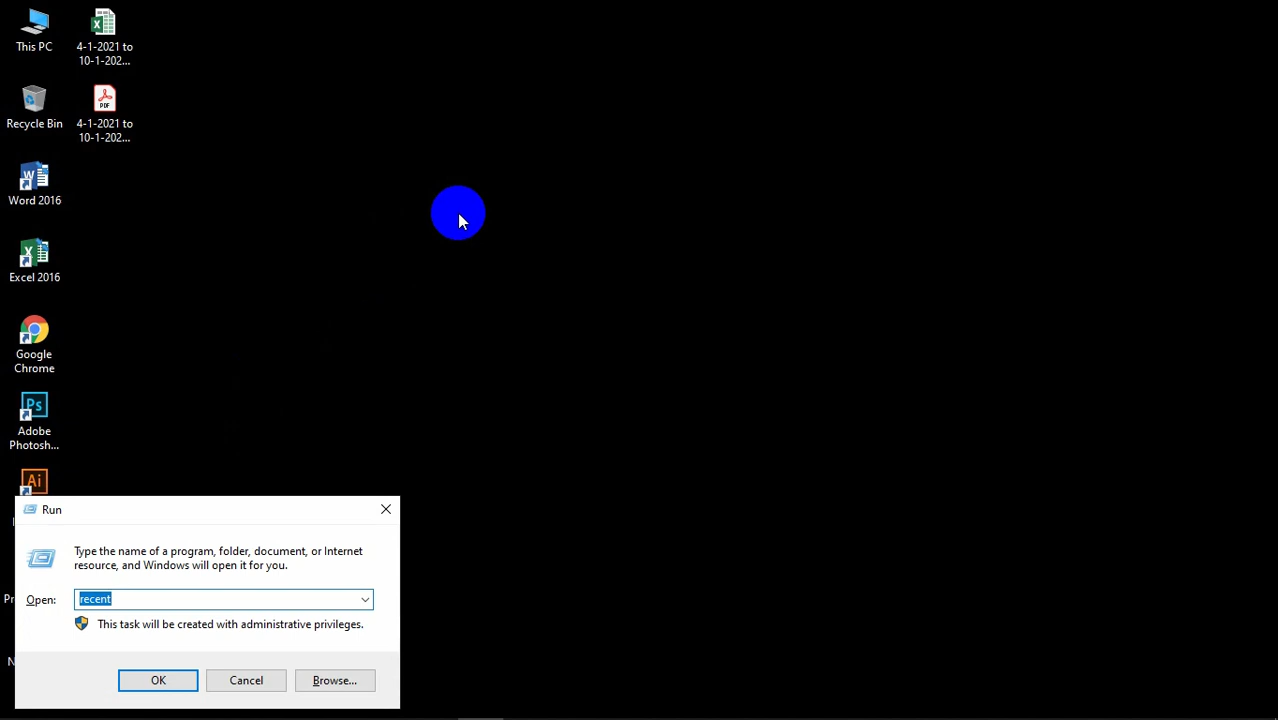 This PC
4-1-2021 to
10-1-202...
Recycle Bin
PDF
4-1-2021 to
10-1-202...
W
Word 2016
X
Excel 2016
Google
Chrome
Ps
Adobe
Photosh...
Ai
Run
Type the name of a program, folder, document, or Internet
resource, and Windows will open it for you.
Open:
recent
This task will be created with administrative privileges.
OK
Cancel
Browse...